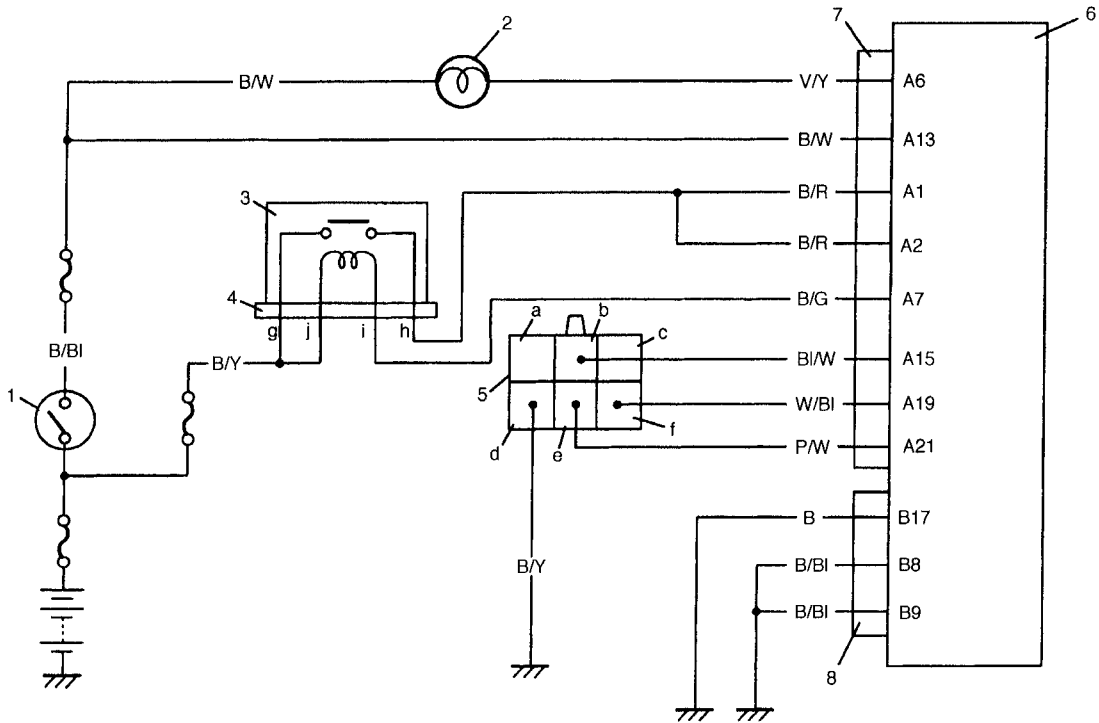 2
7
6
B/W
V/Y
A6
B/W
A13
3
B/R
A1
B/R
A2
4
B/G
A7
g
j
i
h
a
b
c
B/Bl
B/Y
Bl/W
A15
1
5
W/Bl
A19
d
e
f
P/W
A21
B
B17
B/Y
B/Bl
B8
B/Bl
B9
8